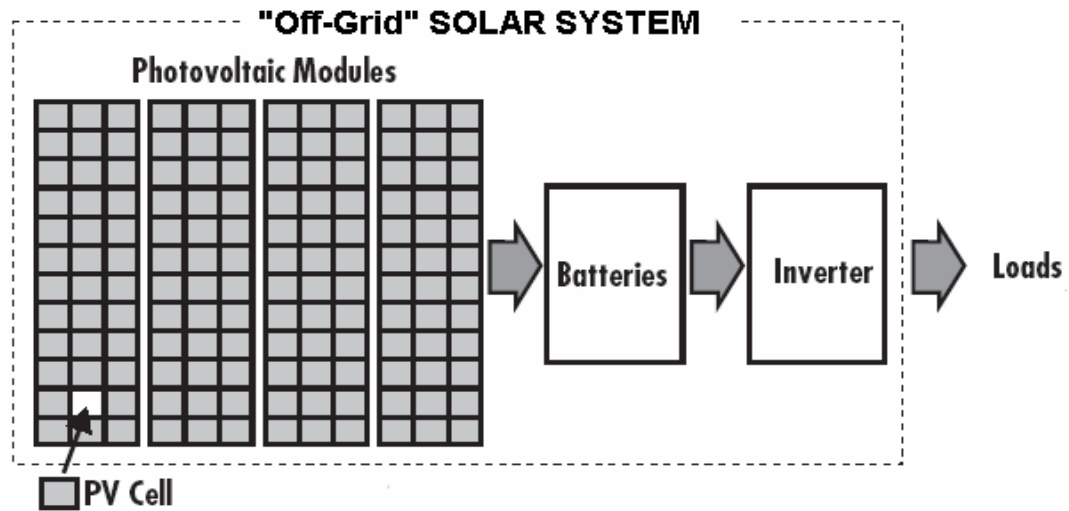 "Off-Grid" SOLAR SYSTEM
Photovoltaic Modules
Batteries
Inverter
Loads
PV Cell